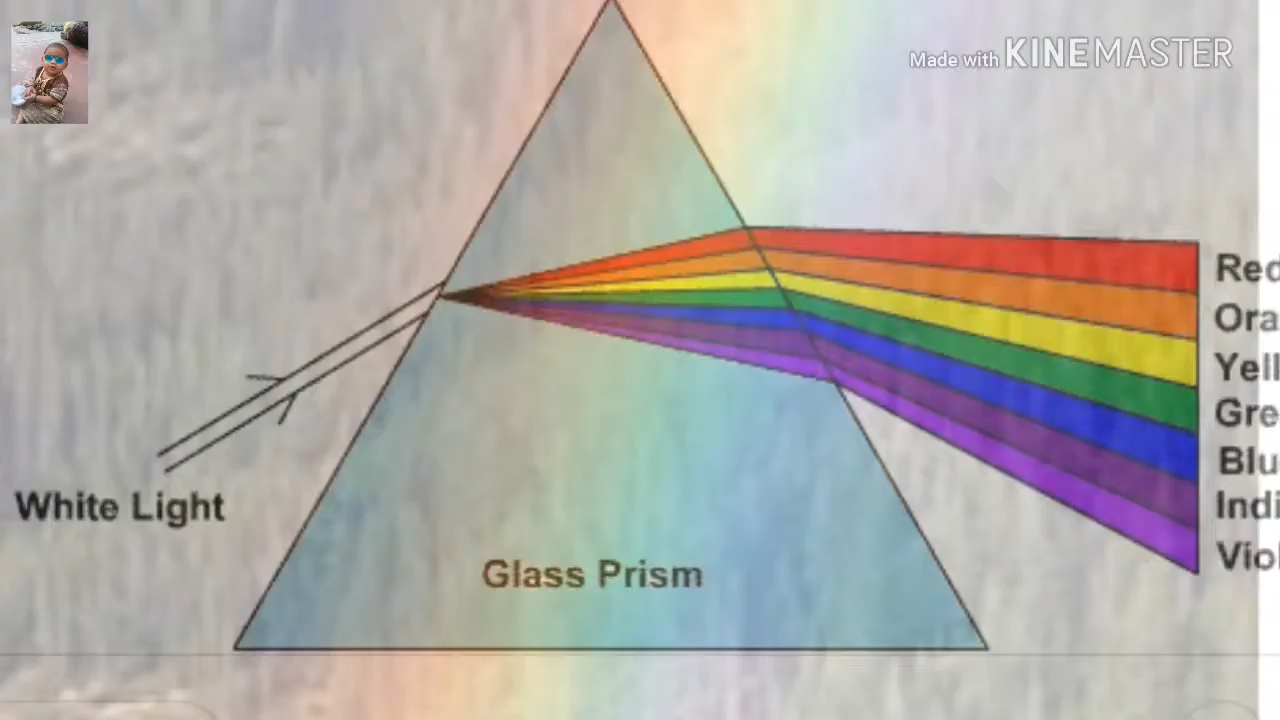 Made with KINEMASTER
Red
Ora
Yell
Gre
Blu
Indi
Viol
White Light
Glass Prism